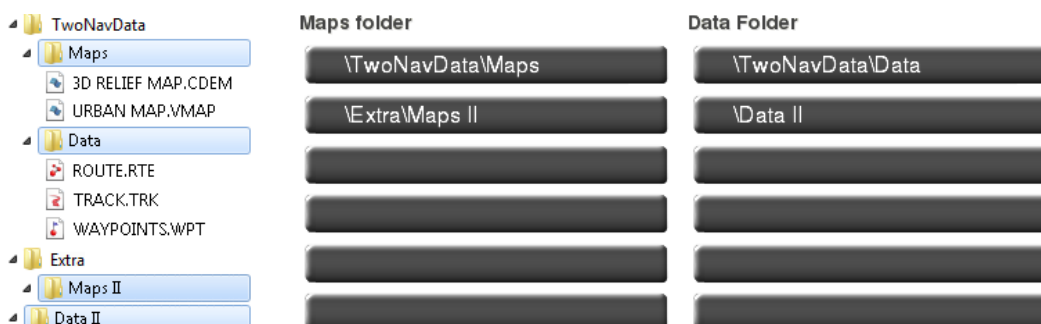 TwoNavData
Maps
3D RELIEF MAP.CDEM
URBAN MAP.VMAP
Data
ROUTE.RTE
TRACK.TRK
WAYPOINTS.WPT
Extra
Maps II
Data II
Maps folder
\TwoNavData\Maps
\Extra\Maps II
Data Folder
\TwoNavData\Data
\Data II